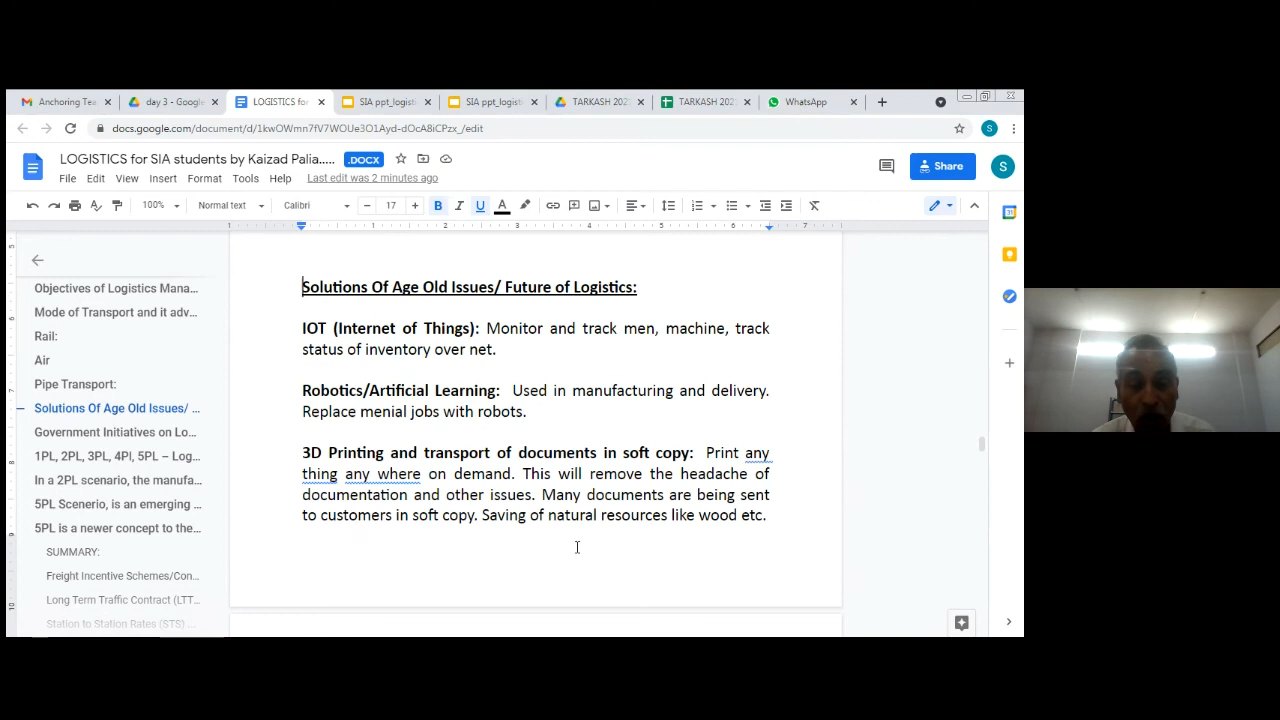 Anchoring Tea
day 3 - Google
LOGISTICS for
SIA ppt_logist
SIA ppt_logist
TARKASH 202
TARKASH 202
WhatsApp
docs.google.com/document/d/1kwOWmn7fV7WOUe3O1Ayd-dOcA8iCPzx_/edit
S
LOGISTICS for SIA students by Kaizad Palia.....
.DOCX
Share
S
File Edit View Insert Format Tools Help Last edit was 2 minutes ago
100% Normal text Calibri 17 B I U A
1 1 2 3 4 5 6 7
Objectives of Logistics Mana...
Mode of Transport and it adv...
Rail:
Air
Pipe Transport:
Solutions Of Age Old Issues/ ...
Government Initiatives on Lo...
1PL, 2PL, 3PL, 4Pl, 5PL – Log...
In a 2PL scenario, the manufa...
5PL Scenerio, is an emerging ...
5PL is a newer concept to the...
SUMMARY:
Freight Incentive Schemes/Con...
Long Term Traffic Contract (LTT...
Station to Station Rates (STS) ...
Solutions Of Age Old Issues/ Future of Logistics:
IOT (Internet of Things): Monitor and track men, machine, track
status of inventory over net.
Robotics/Artificial Learning: Used in manufacturing and delivery.
Replace menial jobs with robots.
3D Printing and transport of documents in soft copy: Print any
thing any where on demand. This will remove the headache of
documentation and other issues. Many documents are being sent
to customers in soft copy. Saving of natural resources like wood etc.